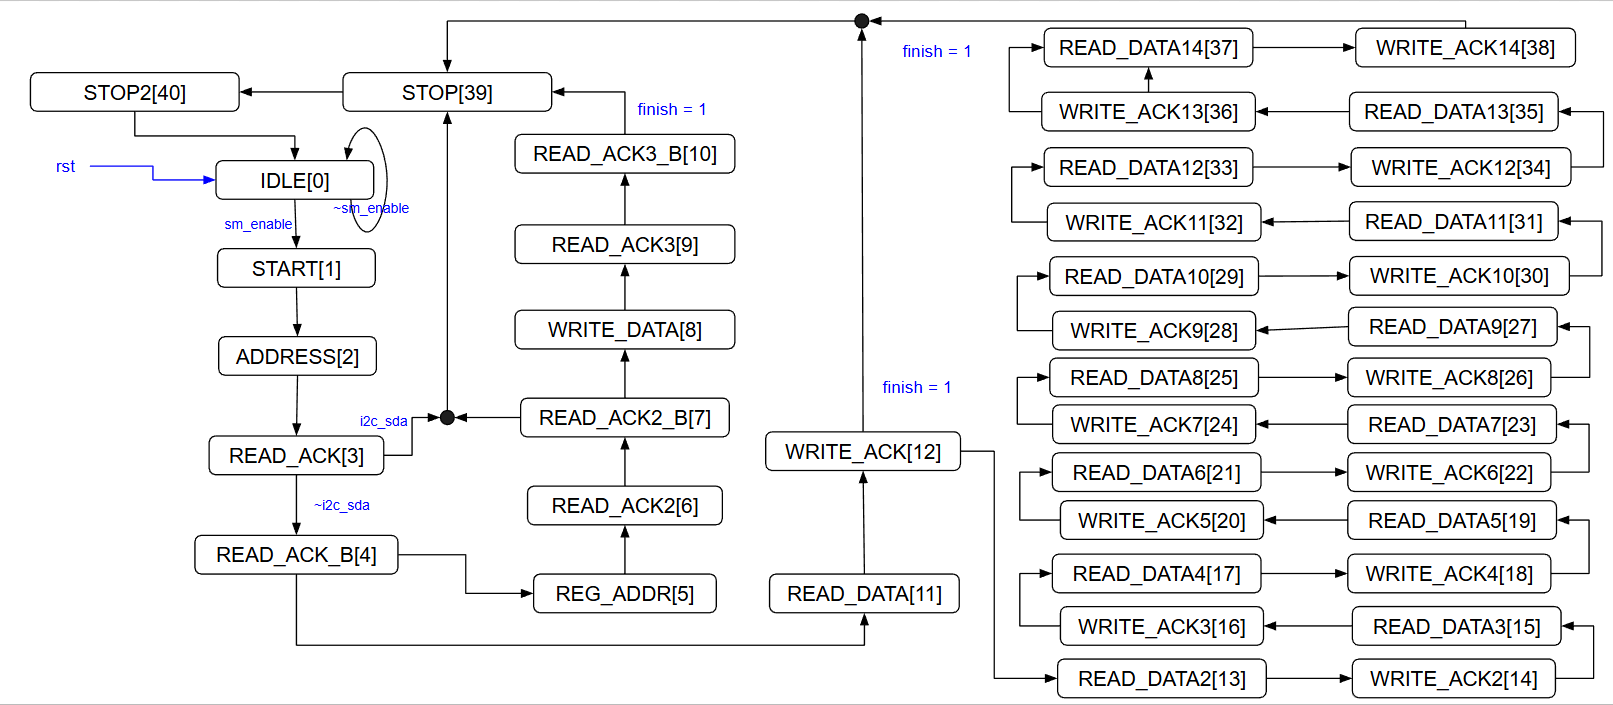 finish = 1
READ_DATA14[37]
WRITE_ACK14[38]
STOP2[40]
STOP[39]
finish = 1
WRITE_ACK13[36]
READ_DATA13[35]
READ_ACK3_B[10]
rst
IDLE[0]
READ_DATA12[33]
WRITE_ACK12[34]
~sm_enable
sm_enable
WRITE_ACK11[32]
READ_DATA11[31]
READ_ACK3[9]
START[1]
READ_DATA10[29]
WRITE_ACK10[30]
WRITE_DATA[8]
WRITE_ACK9[28]
READ_DATA9[27]
ADDRESS[2]
READ_DATA8[25]
WRITE_ACK8[26]
finish = 1
i2c_sda
READ_ACK2_B[7]
WRITE_ACK7[24]
READ_DATA7[23]
READ_ACK[3]
WRITE_ACK[12]
READ_DATA6[21]
WRITE_ACK6[22]
~i2c_sda
READ_ACK2[6]
WRITE_ACK5[20]
READ_DATA5[19]
READ_ACK_B[4]
READ_DATA4[17]
WRITE_ACK4[18]
REG_ADDR[5]
READ_DATA[11]
WRITE_ACK3[16]
READ_DATA3[15]
READ_DATA2[13]
WRITE_ACK2[14]